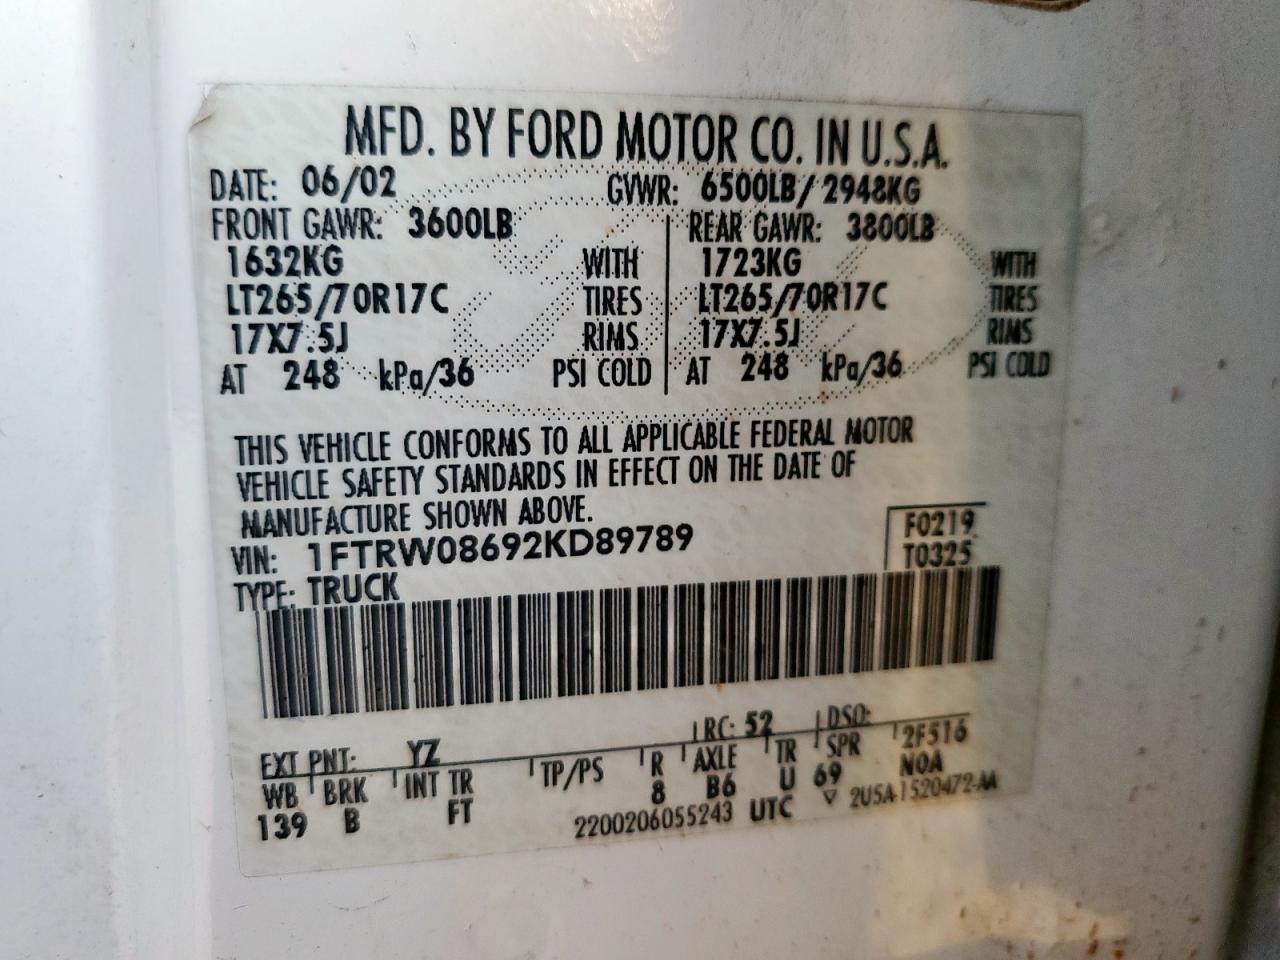 MFD. BY FORD MOTOR CO. IN U.S.A.
DATE: 06/02 GVWR: 6500LB/2948KG
FRONT GAWR: 3600LB REAR GAWR: 3800LB
1632KG WITH 1723KG WITH
LT265/70R17C TIRES LT265/70R17C TIRES
17X7.5J RIMS 17X7.5J RIMS
AT 248 kPa/36 PSI COLD AT 248 kPa/36 PSI COLD
THIS VEHICLE CONFORMS TO ALL APPLICABLE FEDERAL MOTOR
VEHICLE SAFETY STANDARDS IN EFFECT ON THE DATE OF
MANUFACTURE SHOWN ABOVE.
F0219
VIN: 1FTRW08692KD89789 T0325
TYPE: TRUCK
EXT PNT: YZ RC: 52 DSO:
WB BRK INT TR TP/PS R AXLE TR SPR 2F516
139 B FT 8 B6 U 69 N0A
2200206055243 UTC ▽ 2U5A-1520472-AA